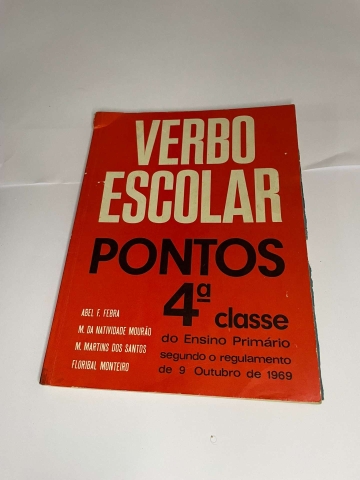 VERBO
ESCOLAR
PONTOS
4ª classe
do Ensino Primário
segundo o regulamento
de 9 Outubro de 1969
ABEL F. FEBRA
M. DA NATIVIDADE MOURÃO
M. MARTINS DOS SANTOS
FLORIBAL MONTEIRO